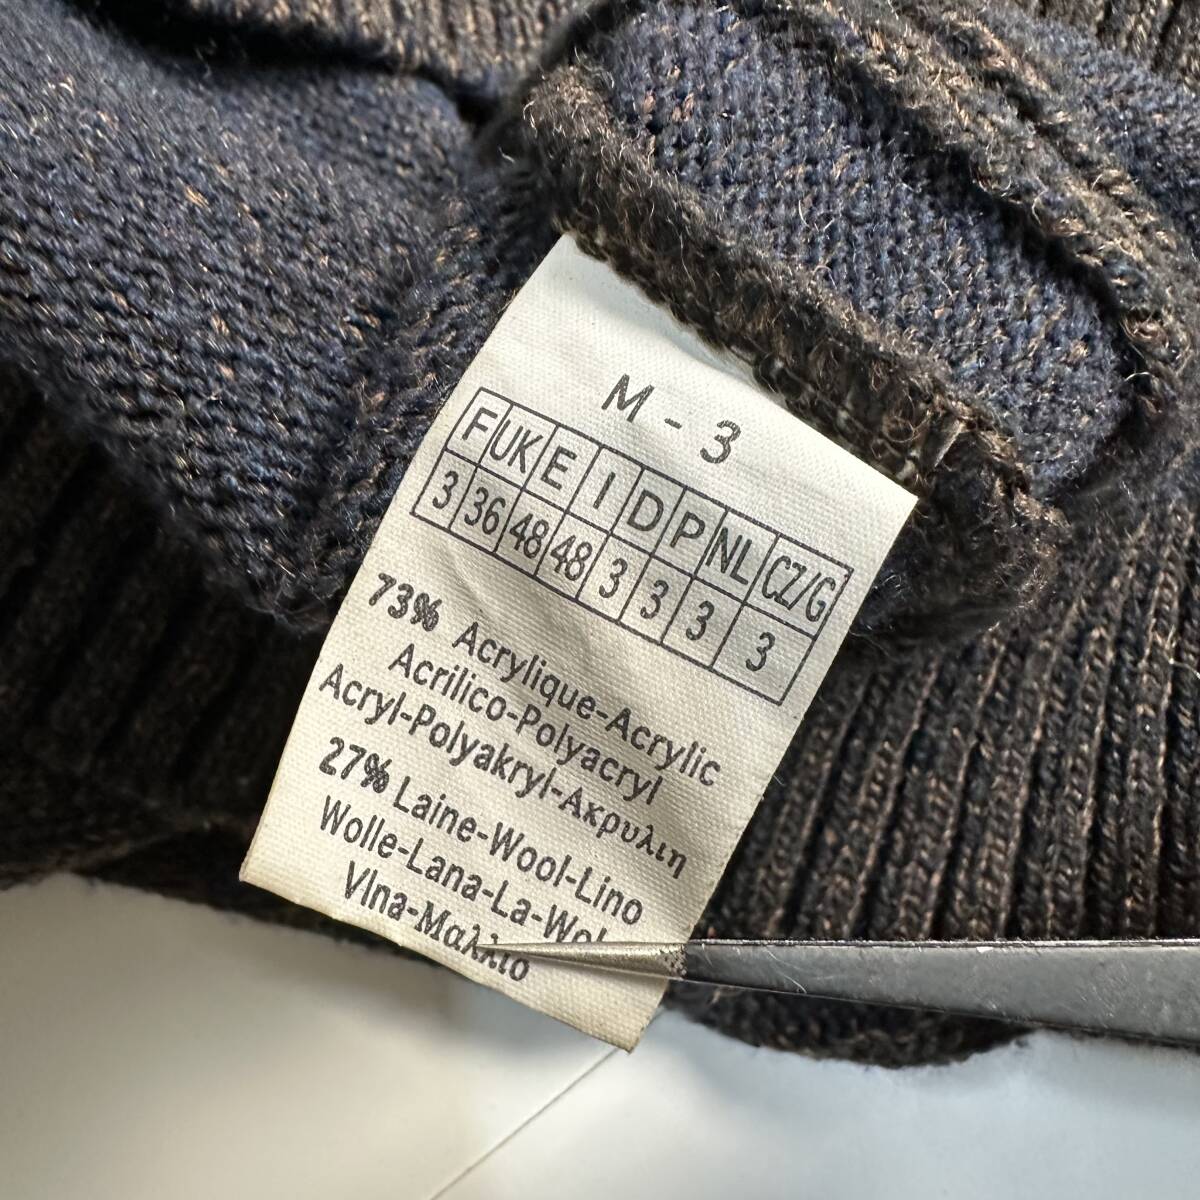 M - 3
F UK E I D P NL CZ/G
3 36 48 48 3 3 3 3
73% Acrylique-Acrylic
Acrilico-Polyacryl
Acryl-Polyakryl-Ακρυλιη
27% Laine-Wool-Lino
Wolle-Lana-La-Wol
Vlna-Μαλλιο